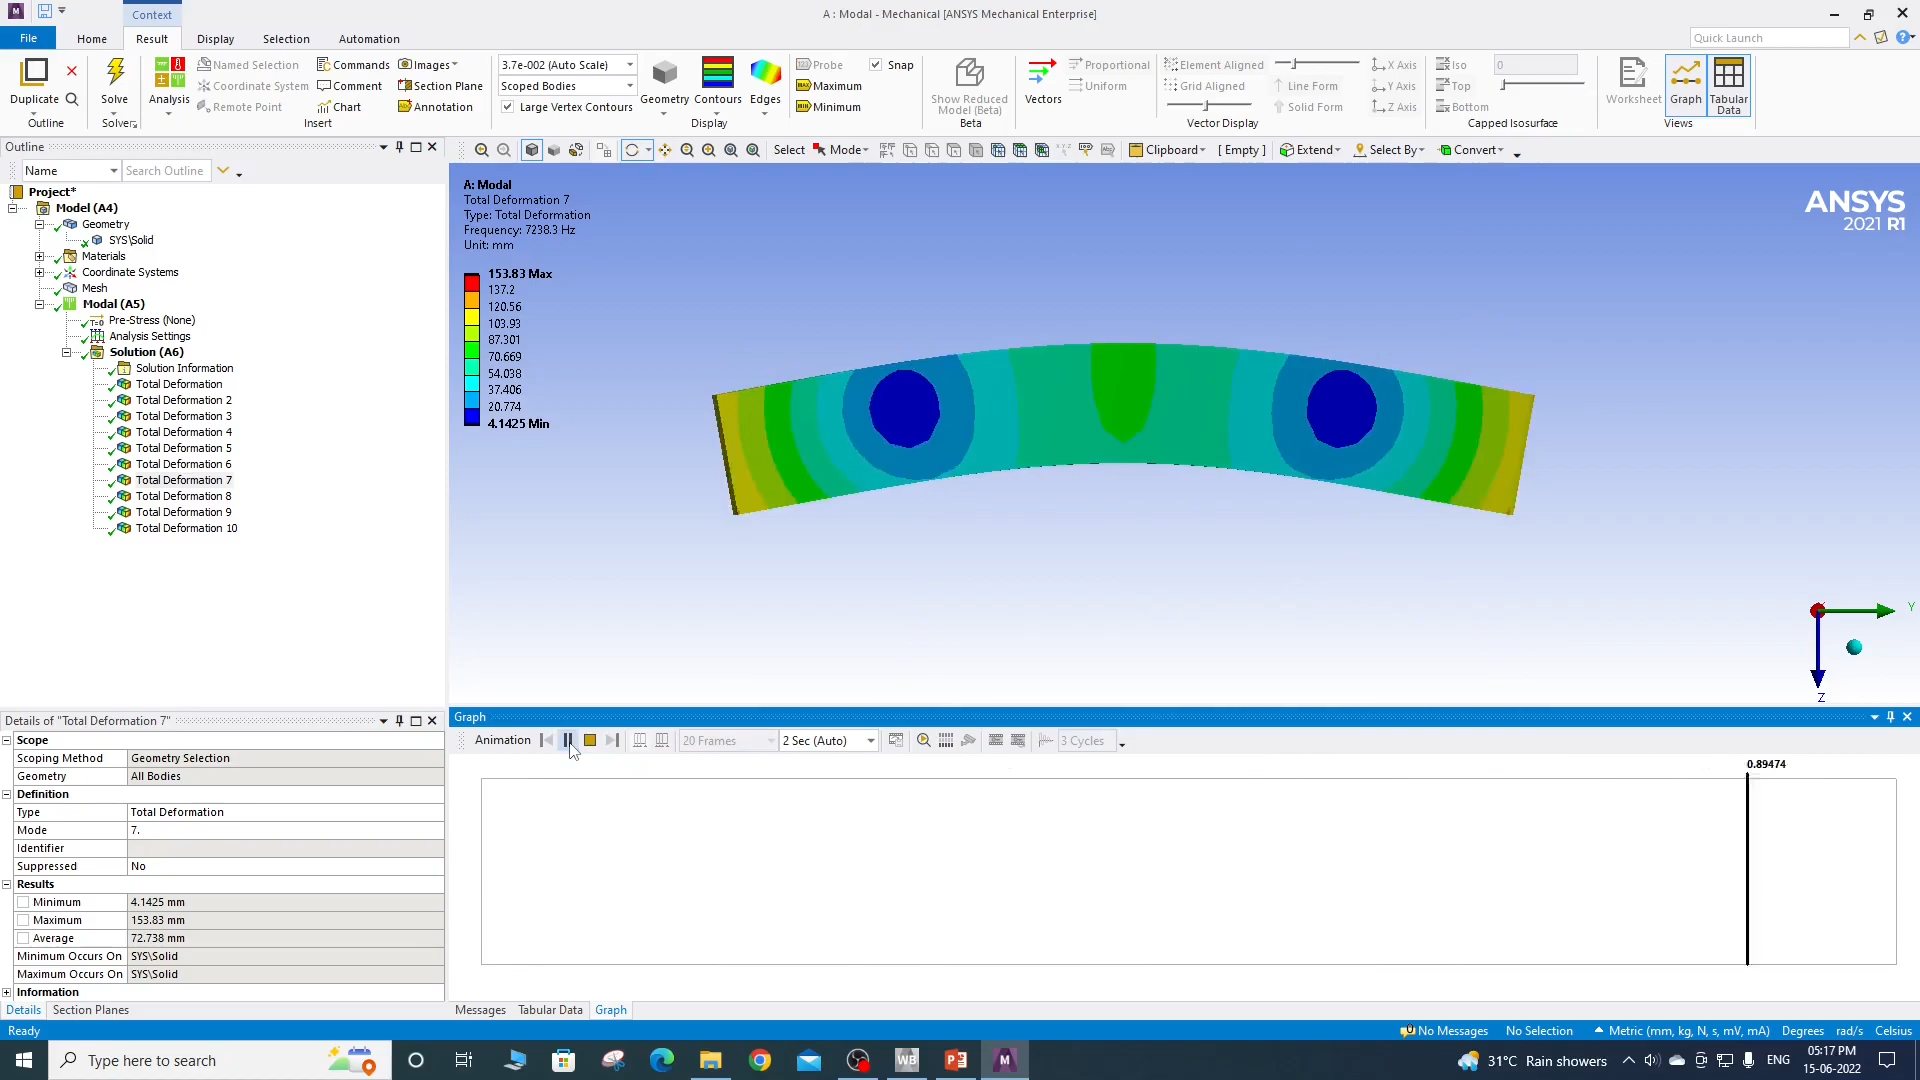 Context
A : Modal - Mechanical [ANSYS Mechanical Enterprise]
File Home Result Display Selection Automation
Quick Launch
Duplicate
Outline
Solve
Solver
Analysis
Named Selection
Coordinate System
Remote Point
Commands
Comment
Chart
Images
Section Plane
Annotation
Insert
3.7e-002 (Auto Scale)
Scoped Bodies
Large Vertex Contours
Geometry
Contours
Edges
Display
Probe
Maximum
Minimum
Snap
Show Reduced
Model (Beta)
Beta
Vectors
Proportional
Uniform
Element Aligned
Grid Aligned
Line Form
Solid Form
X Axis
Y Axis
Z Axis
Vector Display
Iso
Top
Bottom
0
Capped Isosurface
Worksheet
Graph
Tabular
Data
Views
Outline
Name
Search Outline
Select Mode
Clipboard [ Empty ] Extend Select By Convert
Project*
Model (A4)
Geometry
SYS\Solid
Materials
Coordinate Systems
Mesh
Modal (A5)
Pre-Stress (None)
Analysis Settings
Solution (A6)
Solution Information
Total Deformation
Total Deformation 2
Total Deformation 3
Total Deformation 4
Total Deformation 5
Total Deformation 6
Total Deformation 7
Total Deformation 8
Total Deformation 9
Total Deformation 10
A: Modal
Total Deformation 7
Type: Total Deformation
Frequency: 7238.3 Hz
Unit: mm
153.83 Max
137.2
120.56
103.93
87.301
70.669
54.038
37.406
20.774
4.1425 Min
ANSYS
2021 R1
Y
Z
Details of "Total Deformation 7"
Scope
Scoping Method Geometry Selection
Geometry All Bodies
Definition
Type Total Deformation
Mode 7.
Identifier
Suppressed No
Results
Minimum 4.1425 mm
Maximum 153.83 mm
Average 72.738 mm
Minimum Occurs On SYS\Solid
Maximum Occurs On SYS\Solid
Information
Details Section Planes
Graph
Animation 20 Frames 2 Sec (Auto) 3 Cycles
0.89474
Messages Tabular Data Graph
Ready
No Messages No Selection Metric (mm, kg, N, s, mV, mA) Degrees rad/s Celsius
Type here to search
WB
M
31°C Rain showers
ENG
05:17 PM
15-06-2022